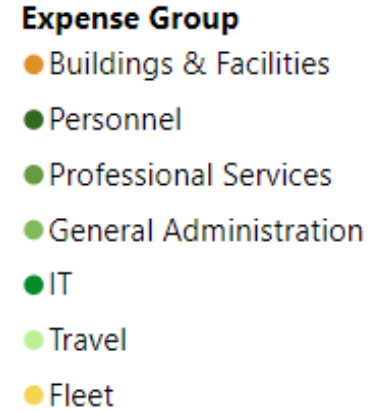 Expense Group
Buildings & Facilities
Personnel
Professional Services
General Administration
IT
Travel
Fleet